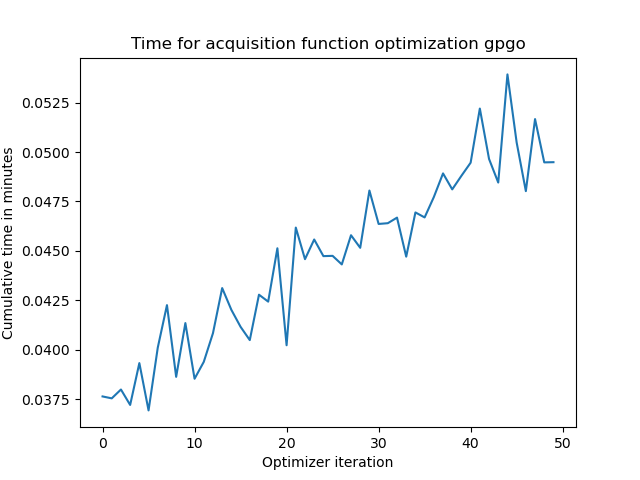 Time for acquisition function optimization gpgo
Cumulative time in minutes
0.0525
0.0500
0.0475
0.0450
0.0425
0.0400
0.0375
0 10 20 30 40 50
Optimizer iteration